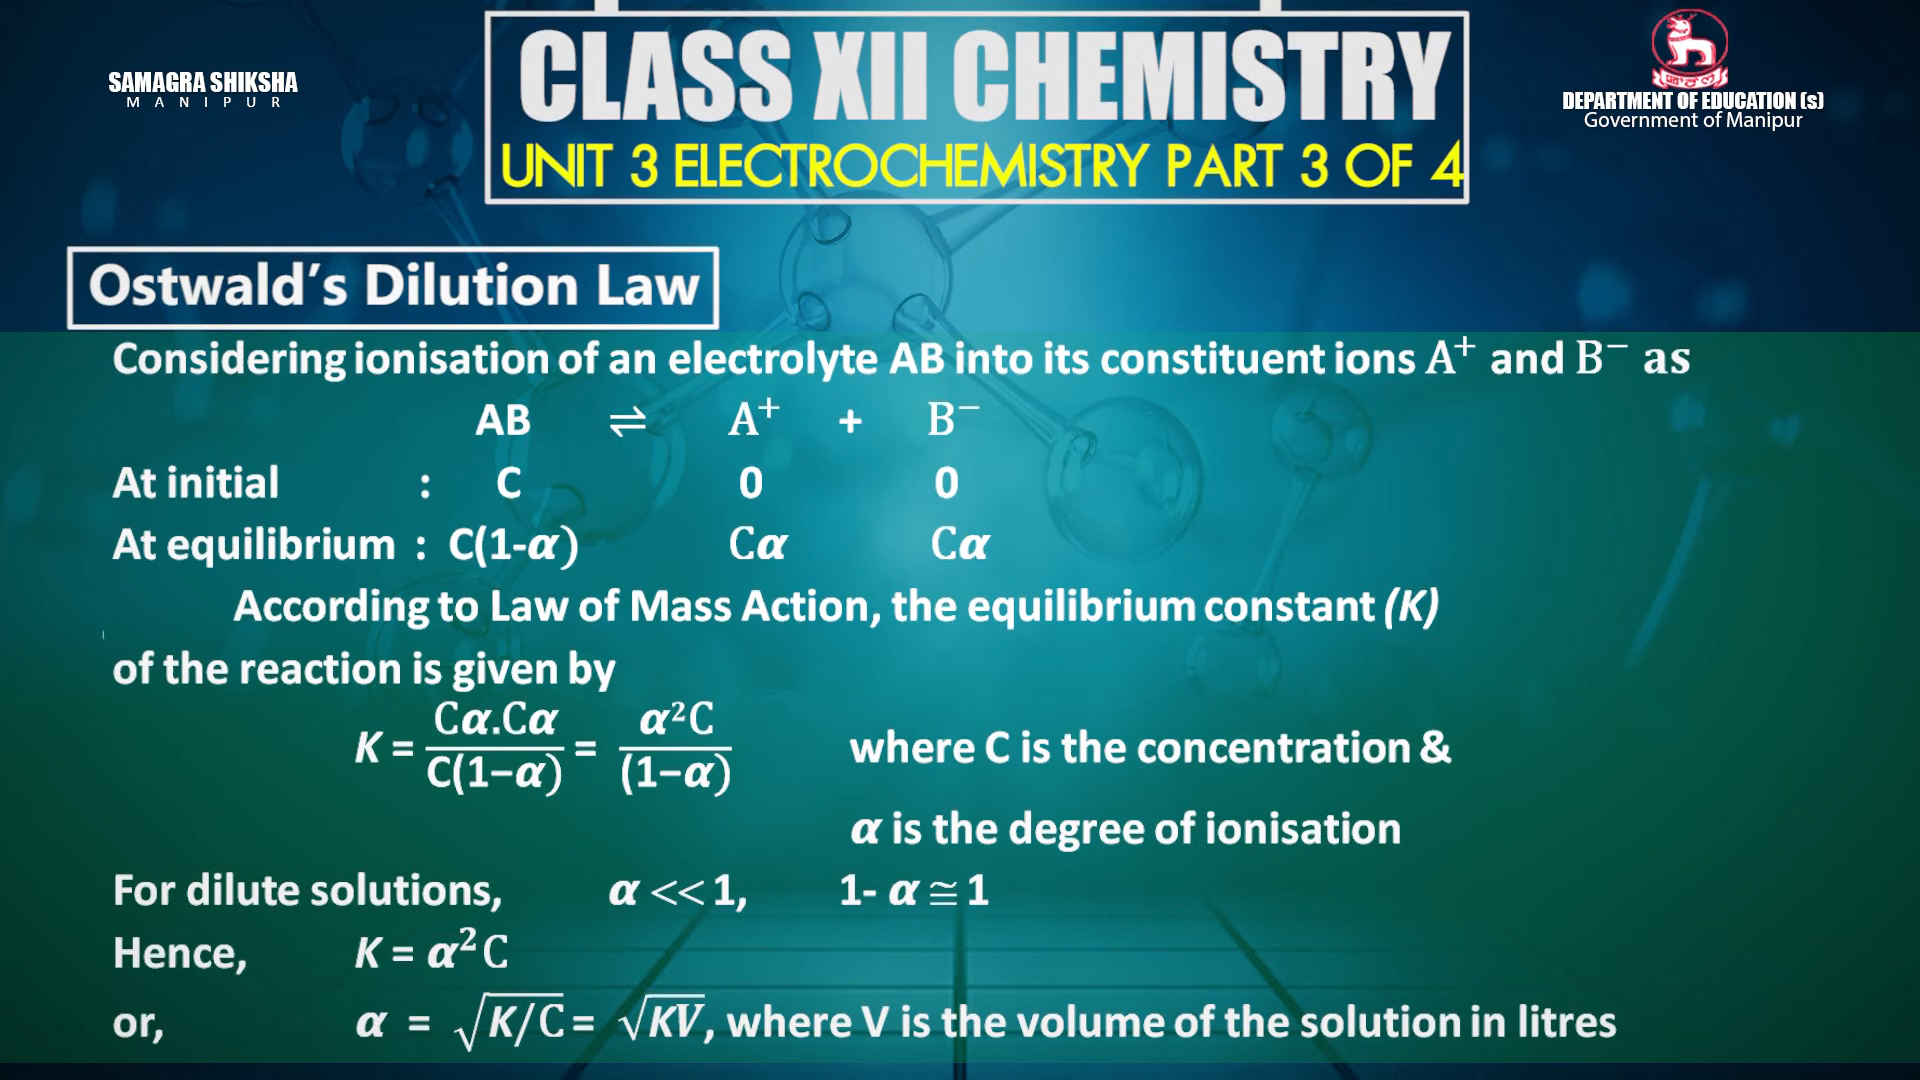 CLASS XII CHEMISTRY
UNIT 3 ELECTROCHEMISTRY PART 3 OF 4
SAMAGRA SHIKSHA
MANIPUR
DEPARTMENT OF EDUCATION (s)
Government of Manipur
Ostwald's Dilution Law
Considering ionisation of an electrolyte AB into its constituent ions A⁺ and B⁻ as
AB ⇌ A⁺ + B⁻
At initial : C 0 0
At equilibrium : C(1-α) Cα Cα
According to Law of Mass Action, the equilibrium constant (K)
of the reaction is given by
K = Cα.Cα/C(1−α) = α²C/(1−α) where C is the concentration &
α is the degree of ionisation
For dilute solutions, α << 1, 1- α ≅ 1
Hence, K = α²C
or, α = √K/C = √KV, where V is the volume of the solution in litres